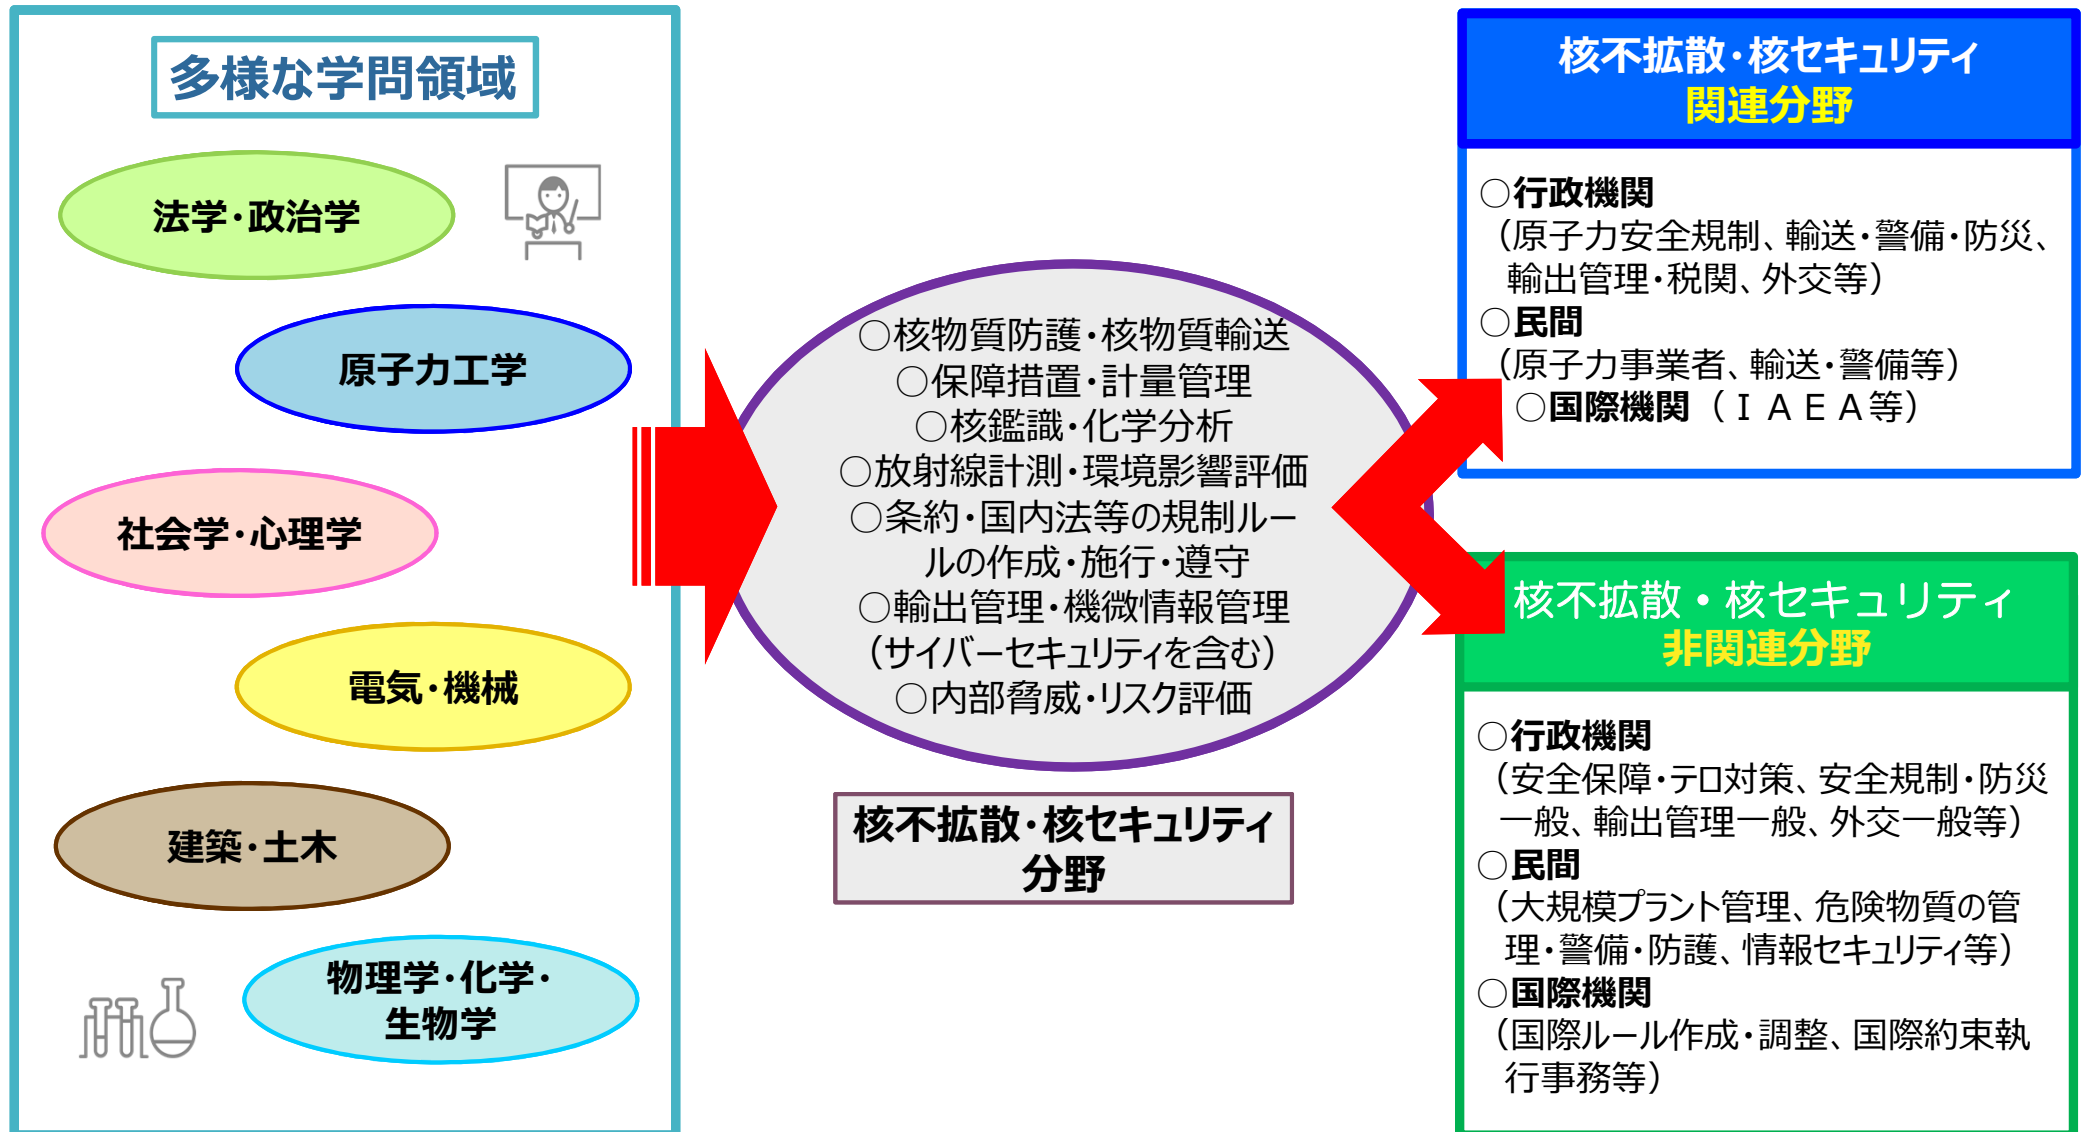 多様な学問領域
法学･政治学
原子力工学
社会学･心理学
電気･機械
建築･土木
物理学･化学･
生物学
○核物質防護･核物質輸送
○保障措置･計量管理
○核鑑識･化学分析
○放射線計測･環境影響評価
○条約･国内法等の規制ルー
ルの作成･施行･遵守
○輸出管理･機微情報管理
（サイバーセキュリティを含む）
○内部脅威･リスク評価
核不拡散･核セキュリティ
分野
核不拡散･核セキュリティ
関連分野
○行政機関
（原子力安全規制、輸送･警備･防災、
輸出管理･税関、外交等）
○民間
（原子力事業者、輸送･警備等）
○国際機関（ＩＡＥＡ等）
核不拡散・核セキュリティ
非関連分野
○行政機関
（安全保障･テロ対策、安全規制･防災
一般、輸出管理一般、外交一般等）
○民間
（大規模プラント管理、危険物質の管
理･警備･防護、情報セキュリティ等）
○国際機関
（国際ルール作成･調整、国際約束執
行事務等）